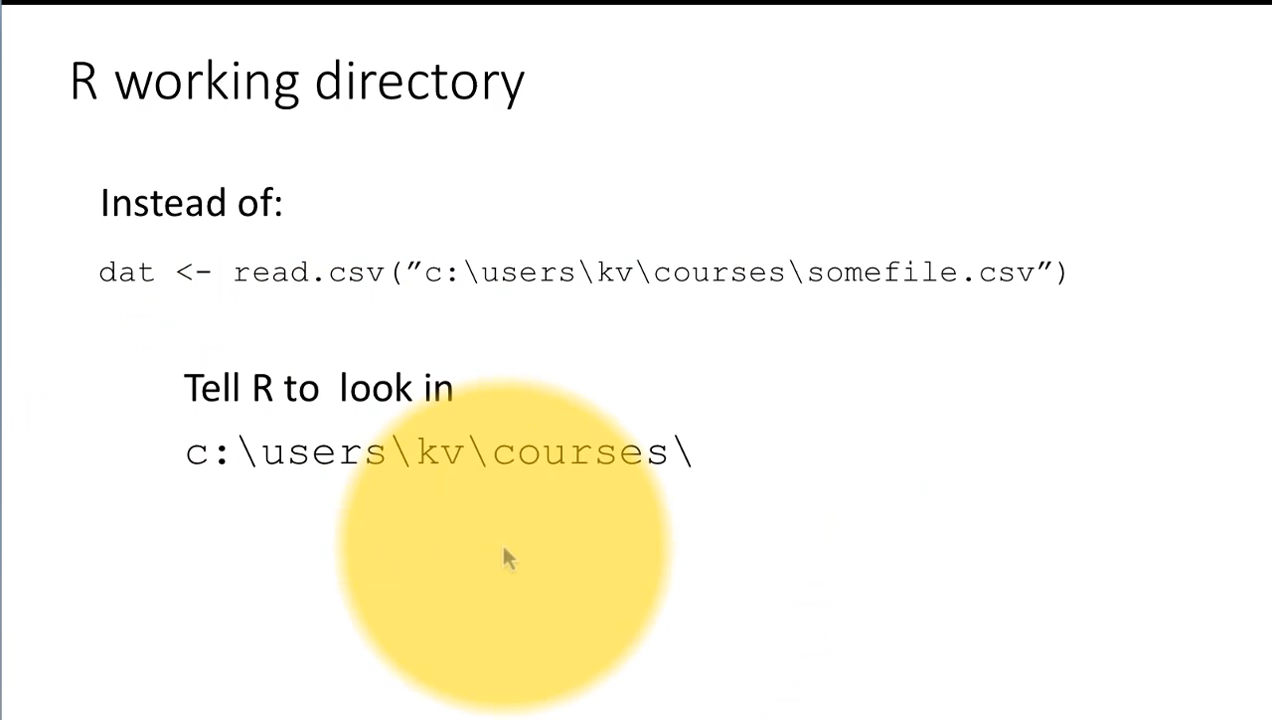 R working directory
Instead of:
dat <- read.csv(”c:\users\kv\courses\somefile.csv”)
Tell R to  look in
c:\users\kv\courses\